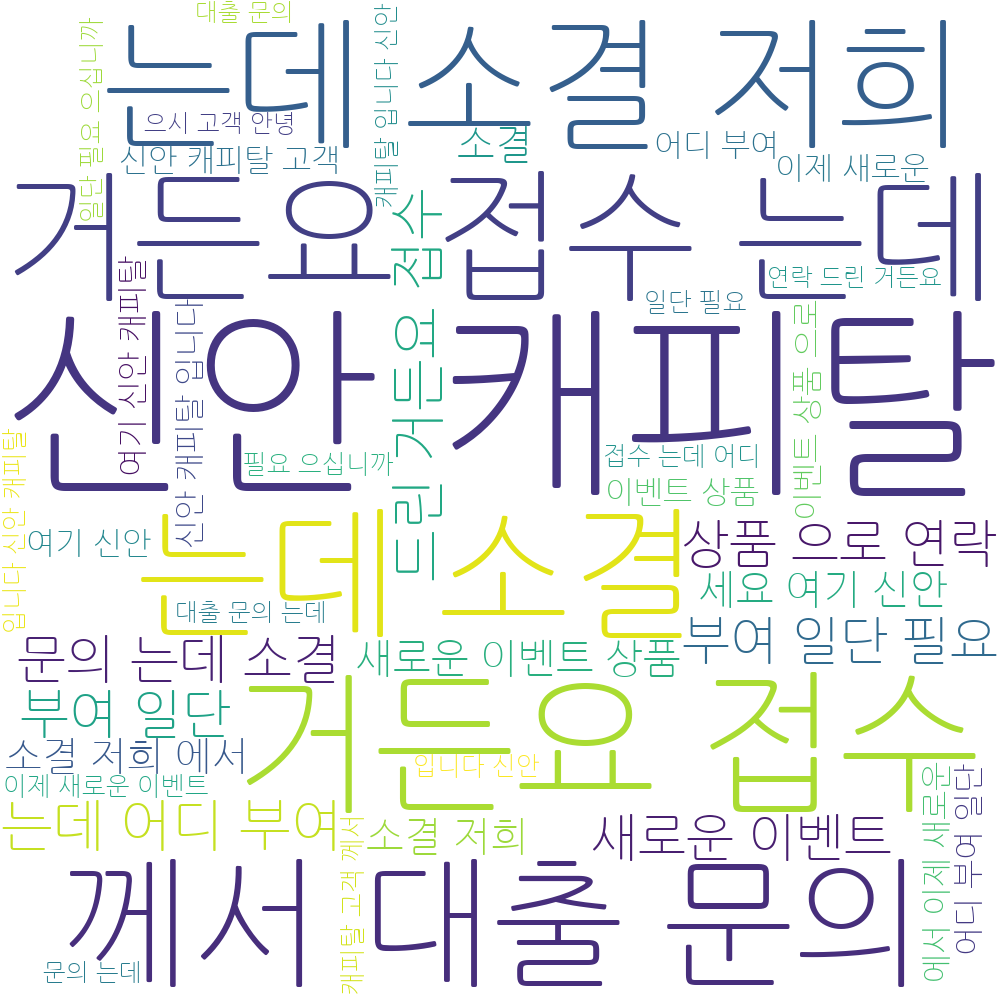 대출 문의
는데 소결 저희
일단 필요 으십니까
캐피탈 입니다 신안
으시 고객 안녕
소결
어디 부여
신안 캐피탈 고객
이제 새로운
거든요 접수 는데
드린 거든요 접수
연락 드린 거든요
일단 필요
여기 신안 캐피탈
신안 캐피탈 입니다
이벤트 상품 으로
신안 캐피탈
입니다 신안 캐피탈
필요 으십니까
접수 는데 어디
이벤트 상품
여기 신안
는데 소결
상품 으로 연락
세요 여기 신안
대출 문의 는데
부여 일단 필요
문의 는데 소결
새로운 이벤트 상품
거든요 접수
부여 일단
소결 저희 에서
입니다 신안
이제 새로운 이벤트
는데 어디 부여
소결 저희
새로운 이벤트
에서 이제 새로운
어디 부여 일단
캐피탈 고객 께서
께서 대출 문의
문의 는데